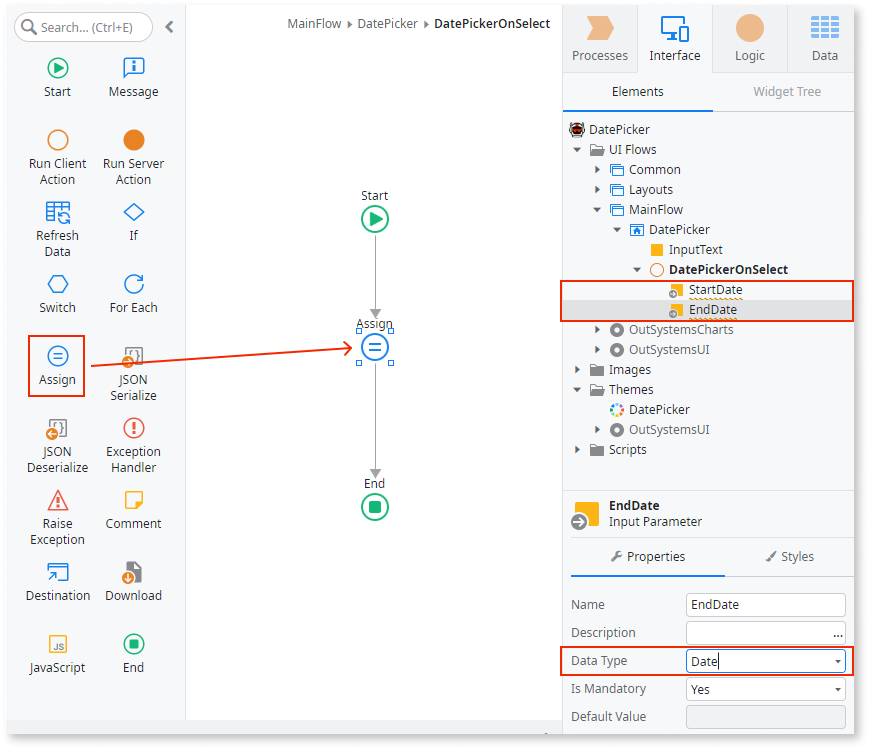 Search... (Ctrl+E)
Start
Message
Run Client
Action
Run Server
Action
Refresh
Data
If
Switch
For Each
Assign
JSON
Serialize
JSON
Deserialize
Exception
Handler
Raise
Exception
Comment
Destination
Download
JS
JavaScript
End
MainFlow
DatePicker
DatePickerOnSelect
Start
Assign
End
Processes
Interface
Logic
Data
Elements
Widget Tree
DatePicker
UI Flows
Common
Layouts
MainFlow
DatePicker
InputText
DatePickerOnSelect
StartDate
EndDate
OutSystemsCharts
OutSystemsUI
Images
Themes
DatePicker
OutSystemsUI
Scripts
EndDate
Input Parameter
Properties
Styles
Name
EndDate
Description
...
Data Type
Date
Is Mandatory
Yes
Default Value